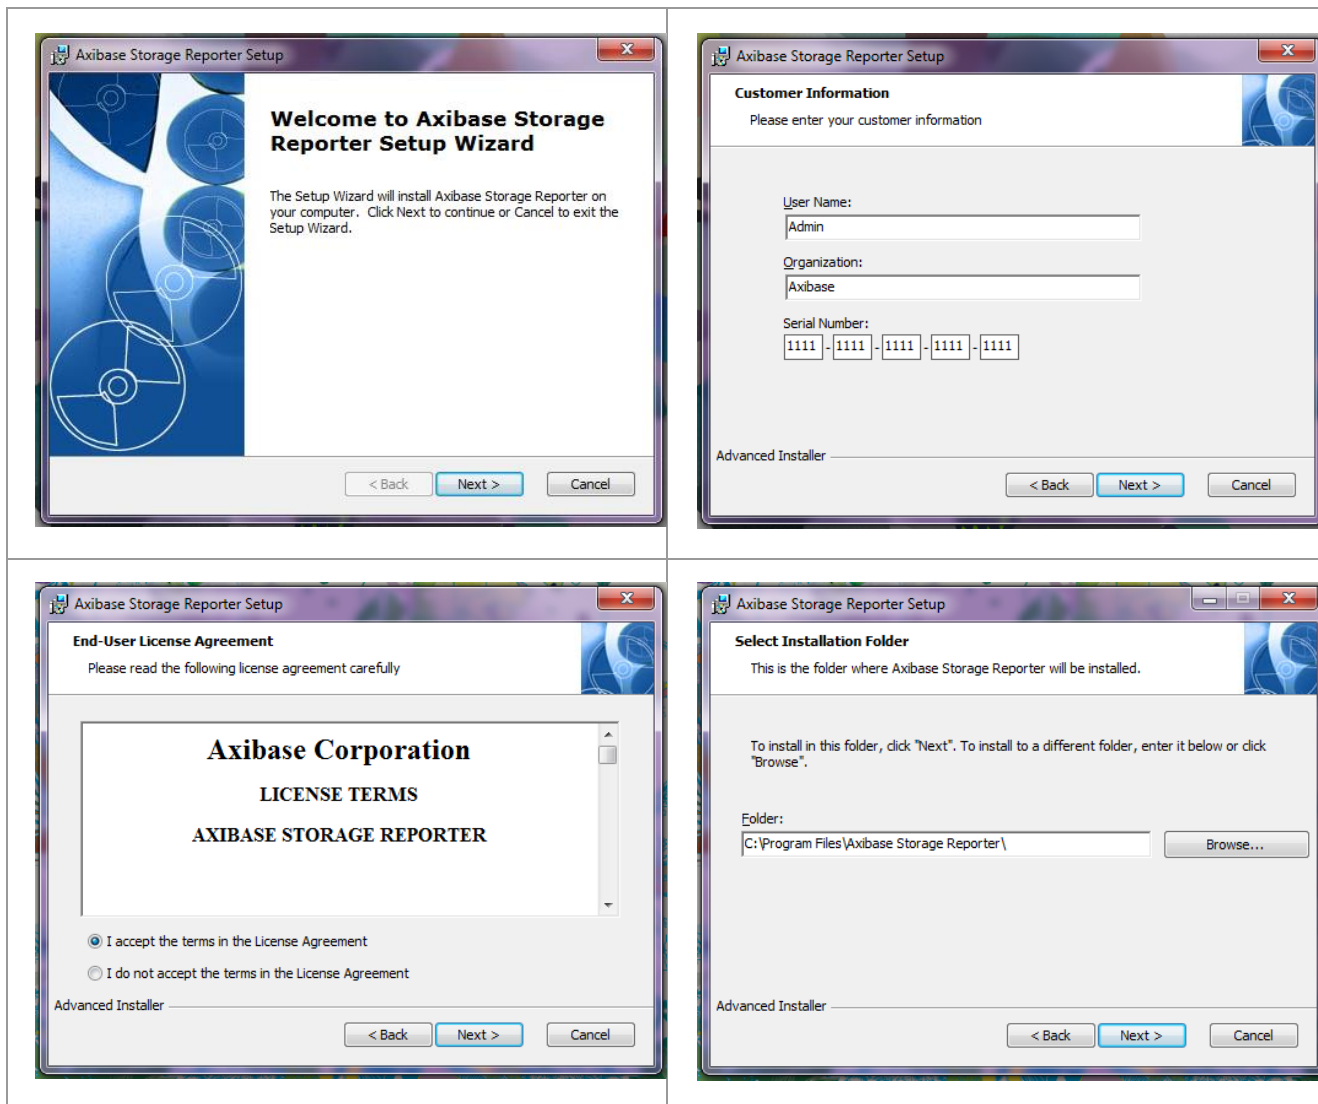 Axibase Storage Reporter Setup
Welcome to Axibase Storage
Reporter Setup Wizard
The Setup Wizard will install Axibase Storage Reporter on
your computer. Click Next to continue or Cancel to exit the
Setup Wizard.
< Back
Next >
Cancel
Axibase Storage Reporter Setup
Customer Information
Please enter your customer information
User Name:
Admin
Organization:
Axibase
Serial Number:
1111 - 1111 - 1111 - 1111 - 1111
Advanced Installer
< Back
Next >
Cancel
Axibase Storage Reporter Setup
End-User License Agreement
Please read the following license agreement carefully
Axibase Corporation
LICENSE TERMS
AXIBASE STORAGE REPORTER
I accept the terms in the License Agreement
I do not accept the terms in the License Agreement
Advanced Installer
< Back
Next >
Cancel
Axibase Storage Reporter Setup
Select Installation Folder
This is the folder where Axibase Storage Reporter will be installed.
To install in this folder, click "Next". To install to a different folder, enter it below or click
"Browse".
Folder:
C:\Program Files\Axibase Storage Reporter\
Browse...
Advanced Installer
< Back
Next >
Cancel